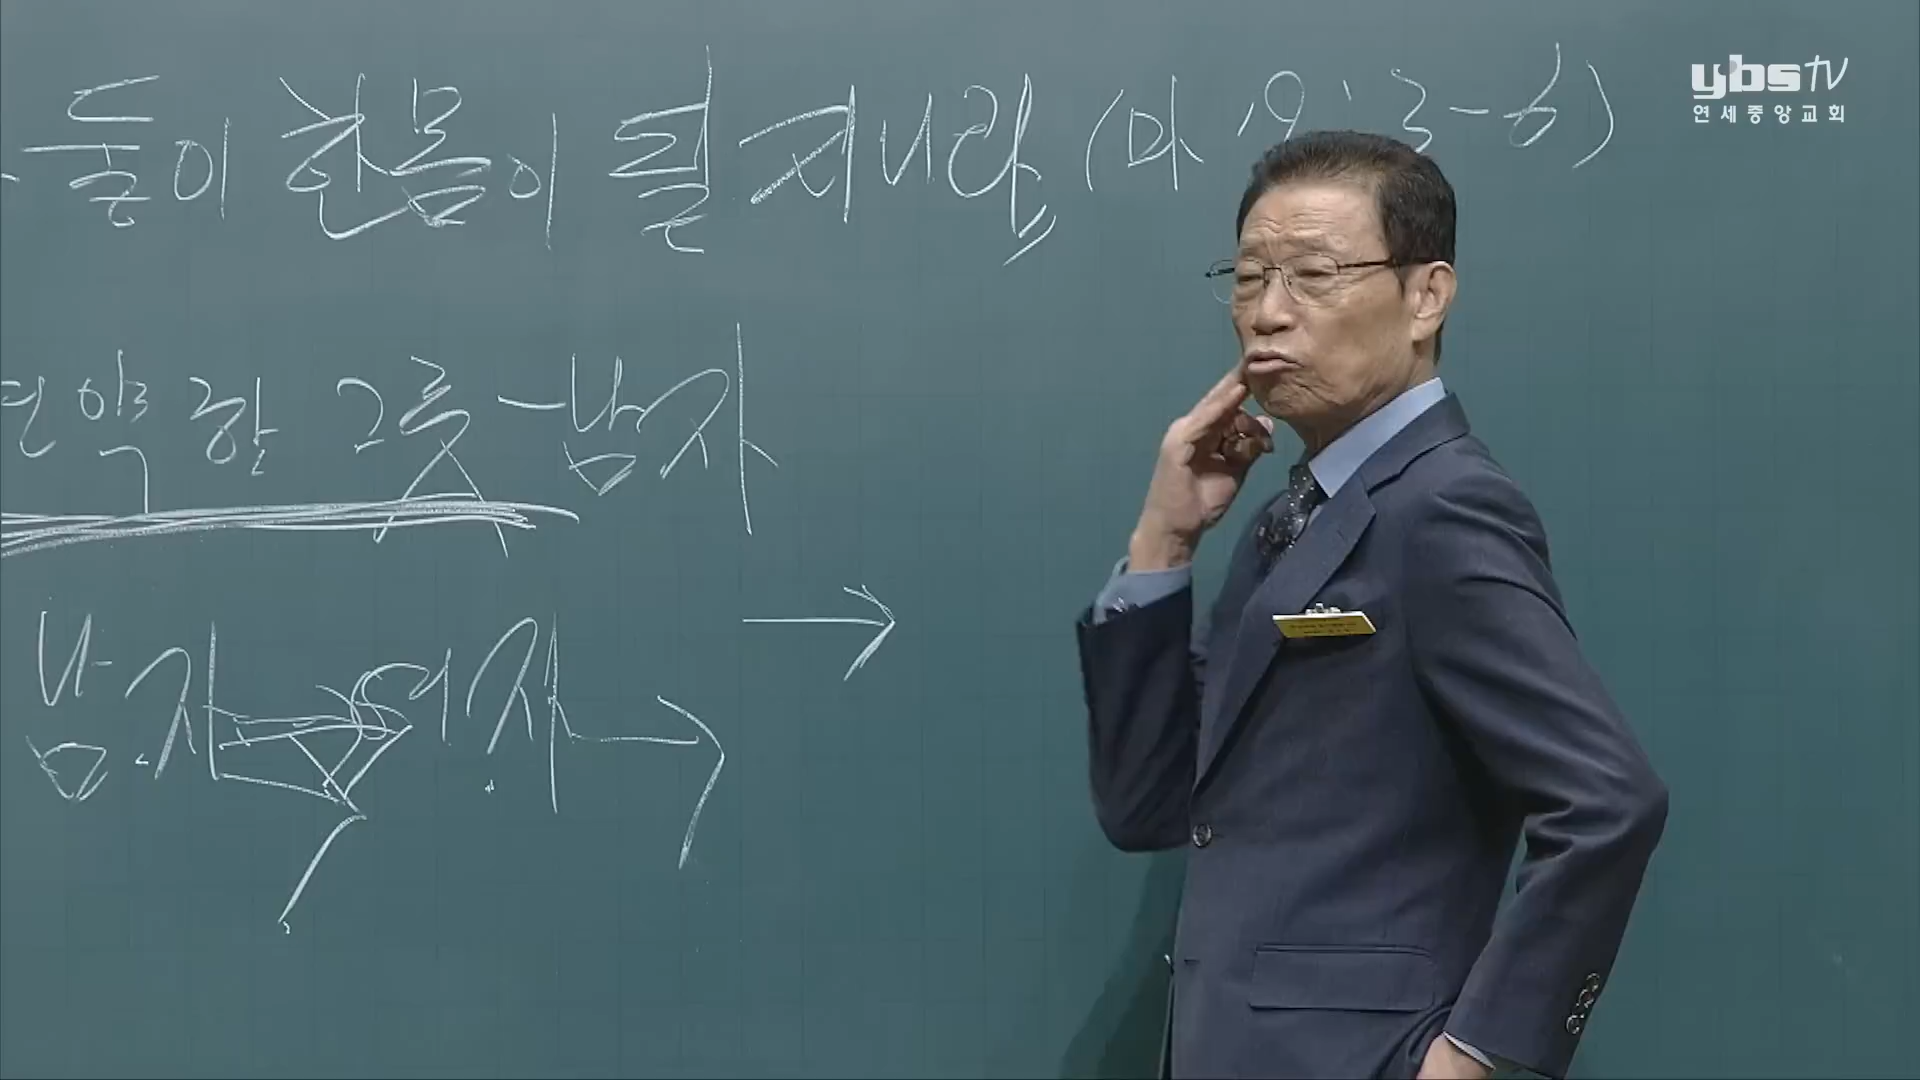 둘이 한몸이 될지니라 (마 19:3-6)
연약한 그릇 - 남자
남자 → 여자 →
→
ybstv
연세중앙교회